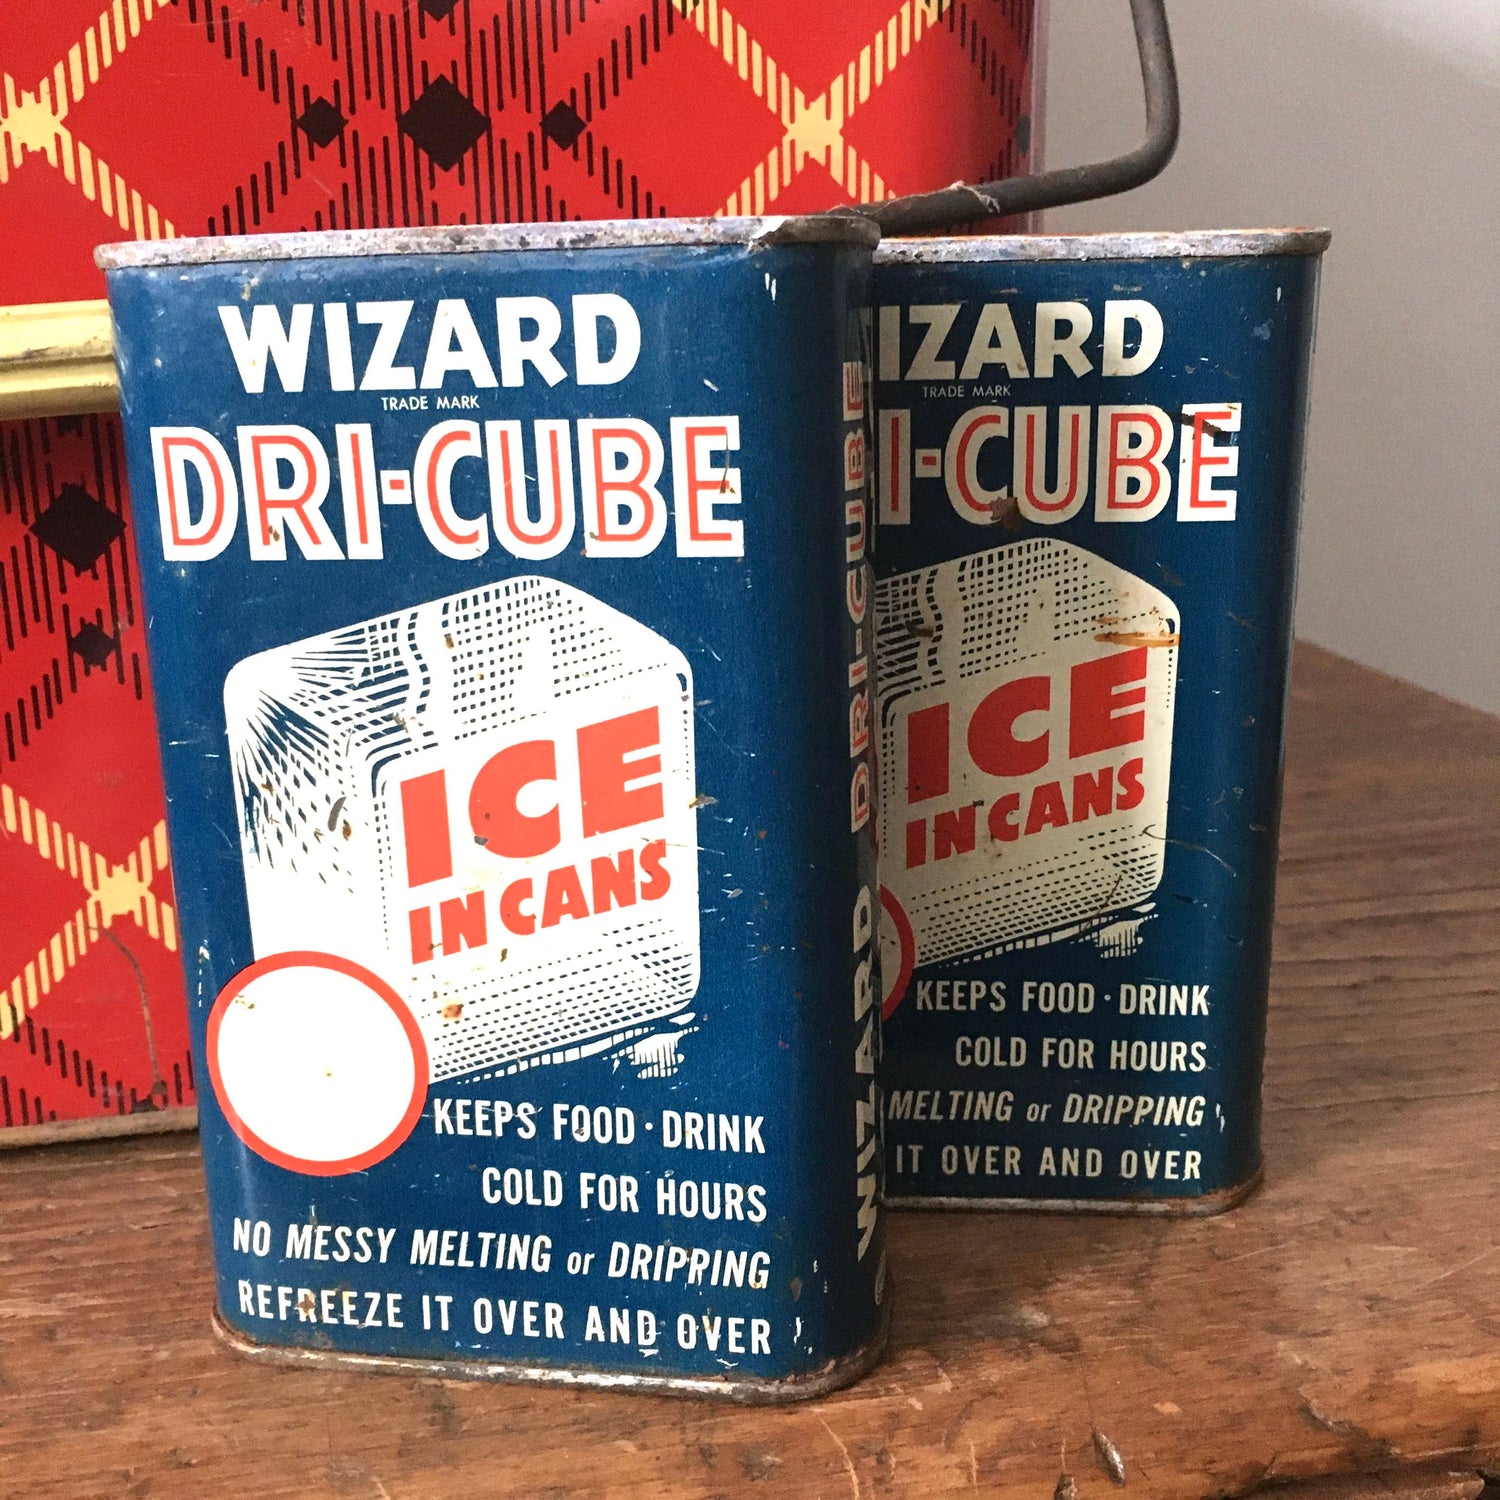 WIZARD
TRADE MARK
DRI-CUBE
ICE
IN CANS
KEEPS FOOD · DRINK
COLD FOR HOURS
NO MESSY MELTING or DRIPPING
REFREEZE IT OVER AND OVER
WIZARD DRI-CUBE
IZARD
TRADE MARK
I-CUBE
ICE
IN CANS
KEEPS FOOD · DRINK
COLD FOR HOURS
MELTING or DRIPPING
IT OVER AND OVER